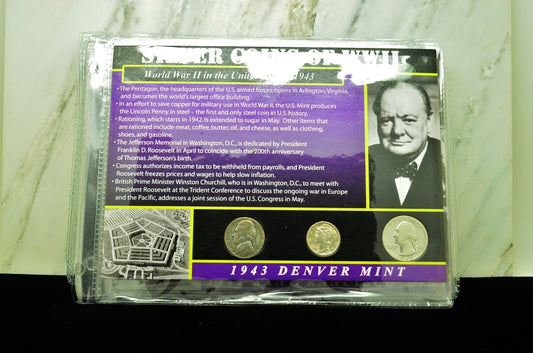 SILVER COINS OF WWII
World War II in the 1943
• The Pentagon, the headquarters of the U.S. armed forces, opens in Arlington, Virginia,
and becomes the world's largest office building.
• In an effort to save copper for military use in World War II, the U.S. Mint produces
the Lincoln Penny in steel – the first and only steel coin in U.S. history.
• Rationing, which starts in 1942, is extended to sugar in May. Other items that
are rationed include meat, coffee, butter, oil, and cheese, as well as clothing,
shoes, and gasoline.
• The Jefferson Memorial in Washington, D.C., is dedicated by President
Franklin D. Roosevelt in April to coincide with the 200th anniversary
of Thomas Jefferson's birth.
• Congress authorizes income tax to be withheld from payrolls, and President
Roosevelt freezes prices and wages to help slow inflation.
• British Prime Minister Winston Churchill, who is in Washington, D.C., to meet with
President Roosevelt at the Trident Conference to discuss the ongoing war in Europe
and the Pacific, addresses a joint session of the U.S. Congress in May.
1943 DENVER MINT